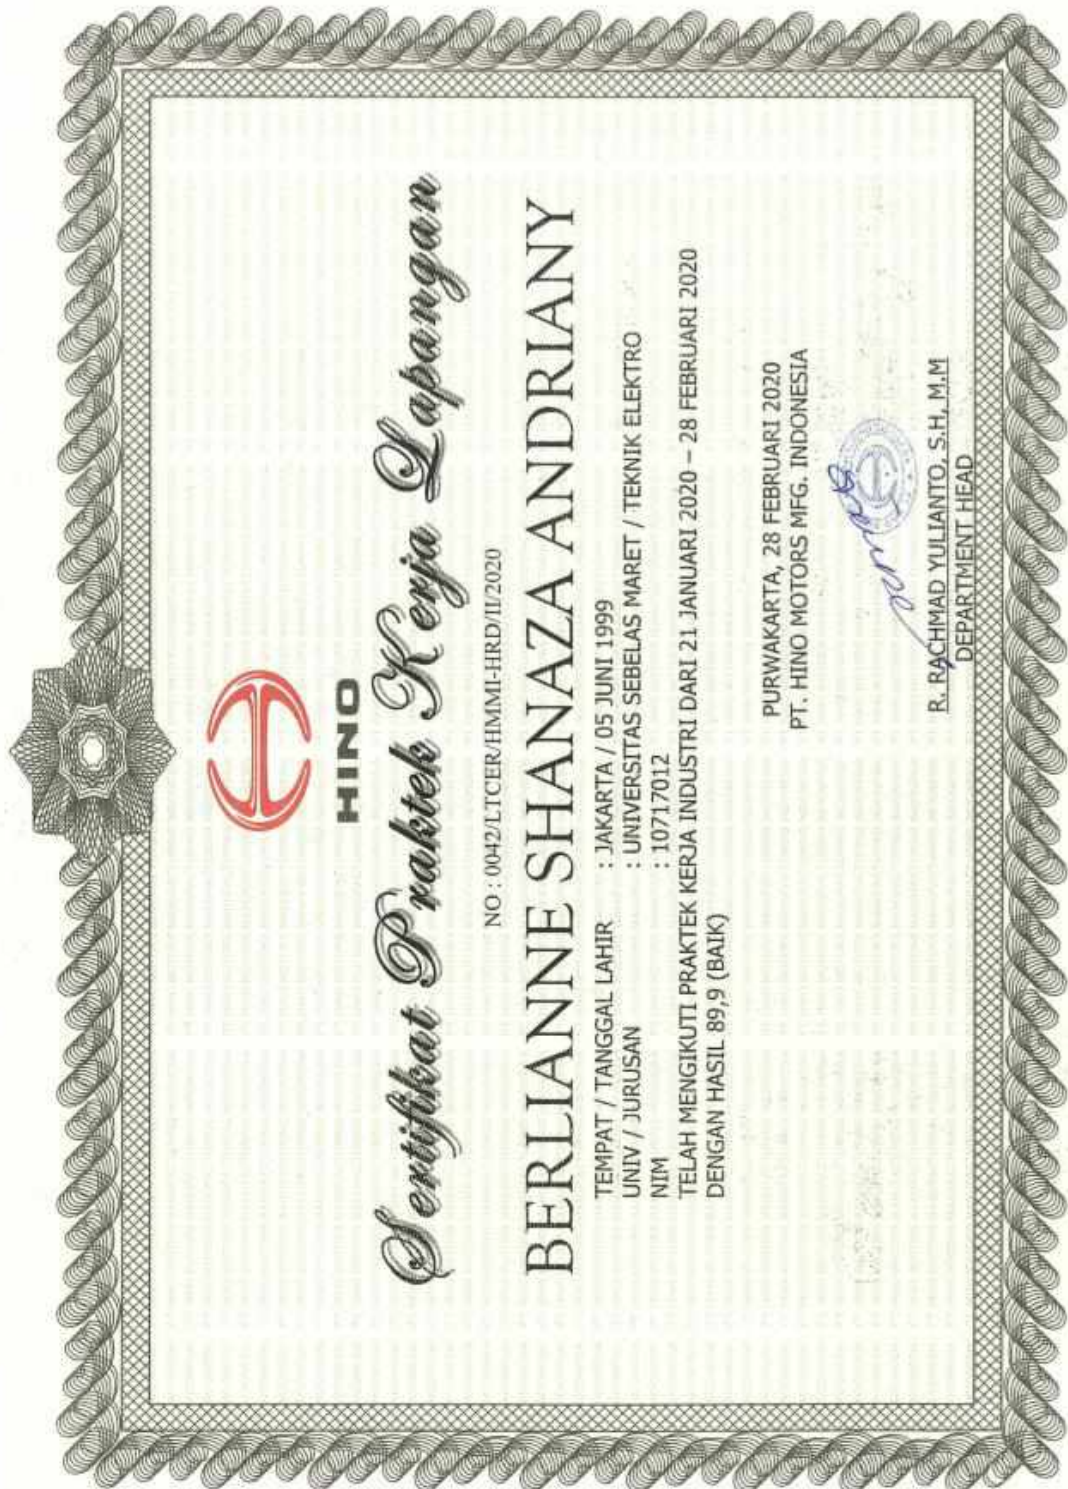 HINO
Sertifikat Praktek Kerja Lapangan
NO : 0042/LTCER/HMMI-HRD/II/2020
BERLIANNE SHANAZA ANDRIANY
TEMPAT / TANGGAL LAHIR : JAKARTA / 05 JUNI 1999
UNIV / JURUSAN : UNIVERSITAS SEBELAS MARET / TEKNIK ELEKTRO
NIM : 10717012
TELAH MENGIKUTI PRAKTEK KERJA INDUSTRI DARI 21 JANUARI 2020 – 28 FEBRUARI 2020
DENGAN HASIL 89,9 (BAIK)
PURWAKARTA, 28 FEBRUARI 2020
PT. HINO MOTORS MFG. INDONESIA
R. RACHMAD YULIANTO, S.H, M.M
DEPARTMENT HEAD